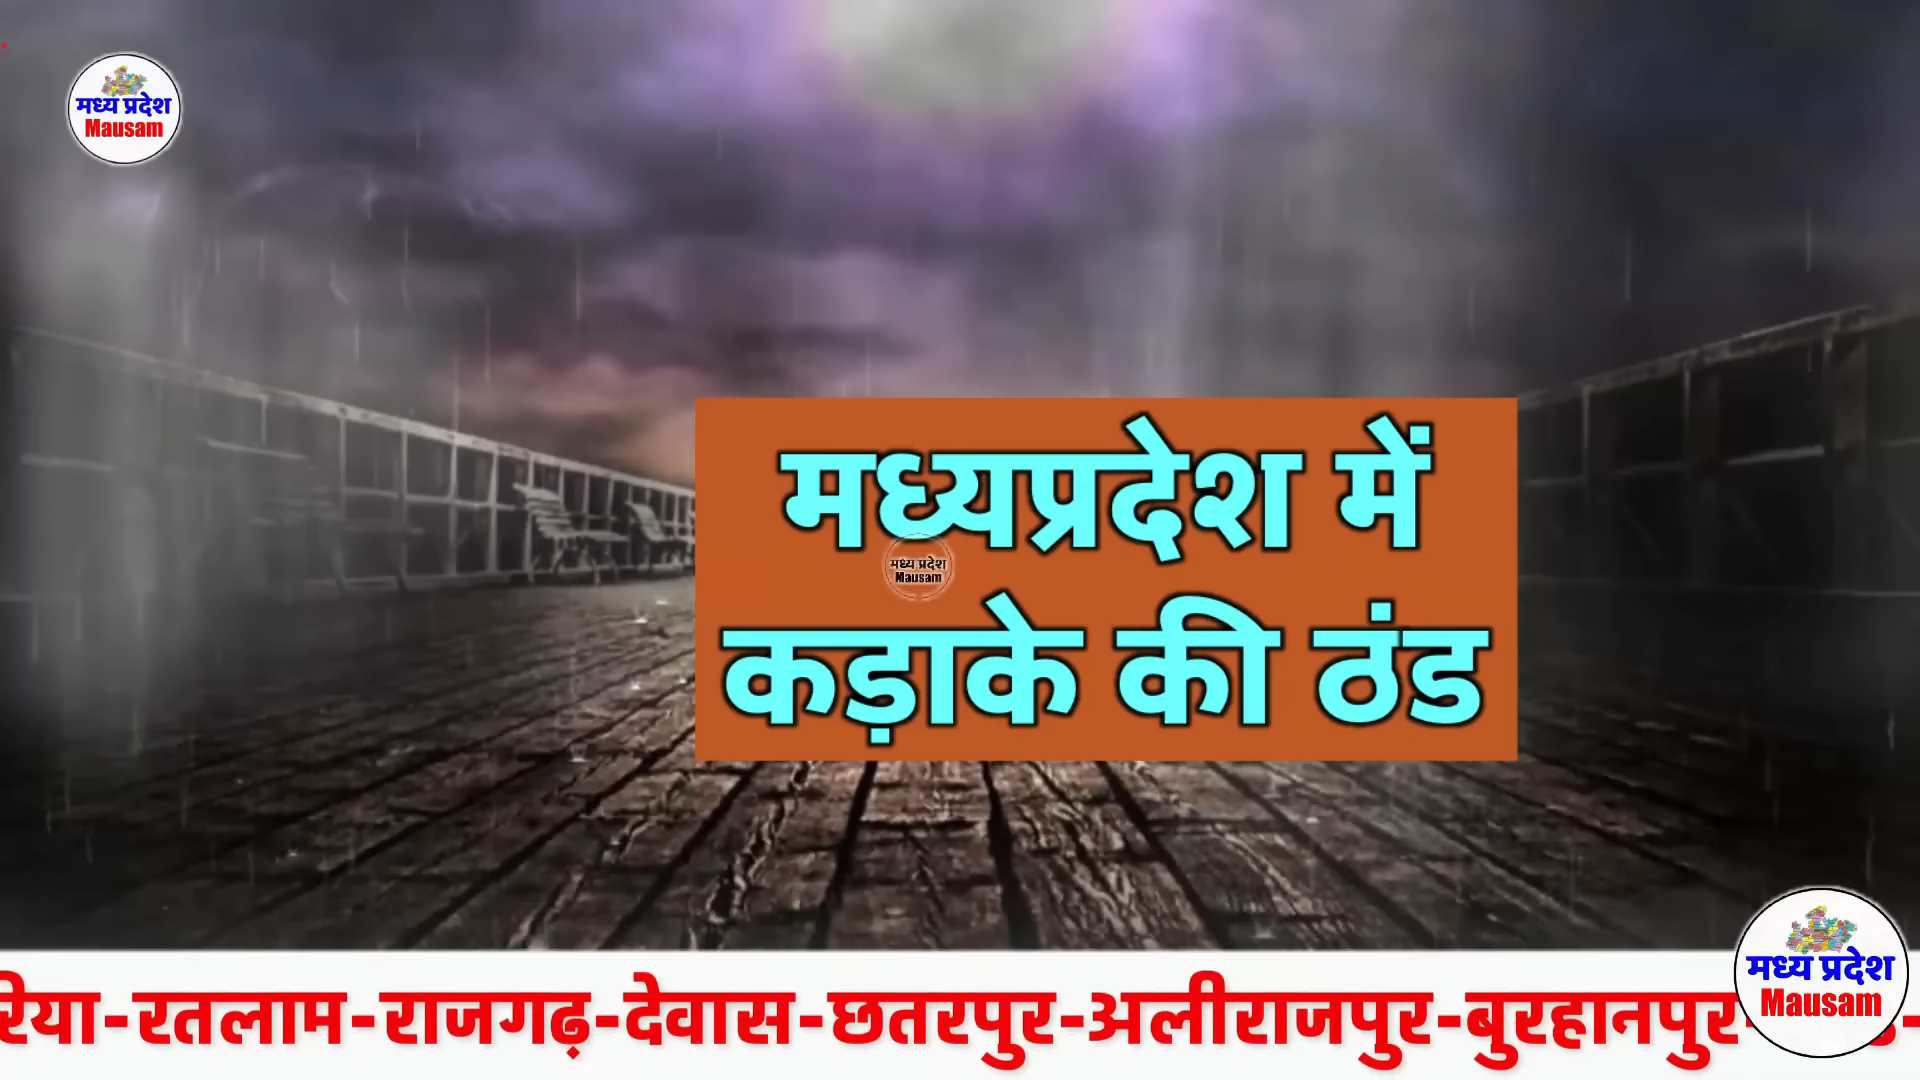 मध्य प्रदेश
Mausam
मध्यप्रदेश में
मध्य प्रदेश
Mausam
कड़ाके की ठंड
रिया-रतलाम-राजगढ़-देवास-छतरपुर-अलीराजपुर-बुरहानपुर-
मध्य प्रदेश
Mausam